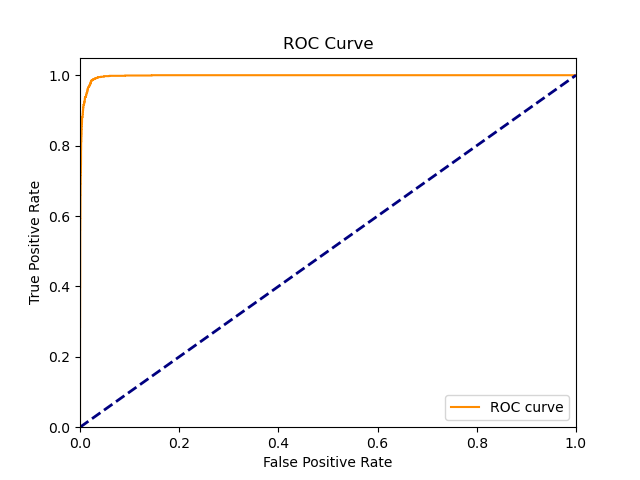 ROC Curve
True Positive Rate
1.0
0.8
0.6
0.4
0.2
0.0
ROC curve
0.0 0.2 0.4 0.6 0.8 1.0
False Positive Rate